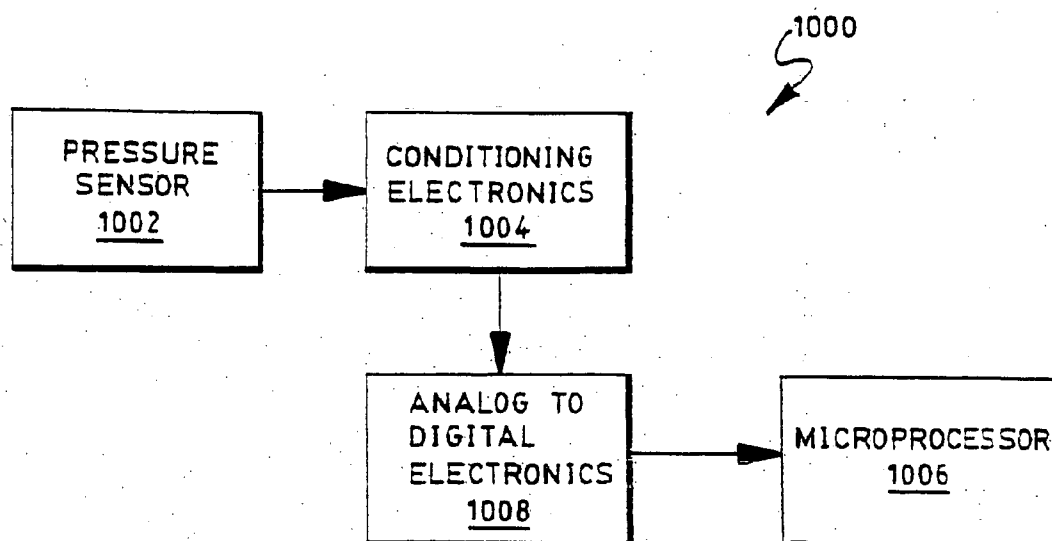 1000
PRESSURE
SENSOR
1002
CONDITIONING
ELECTRONICS
1004
ANALOG TO
DIGITAL
ELECTRONICS
1008
MICROPROCESSOR
1006